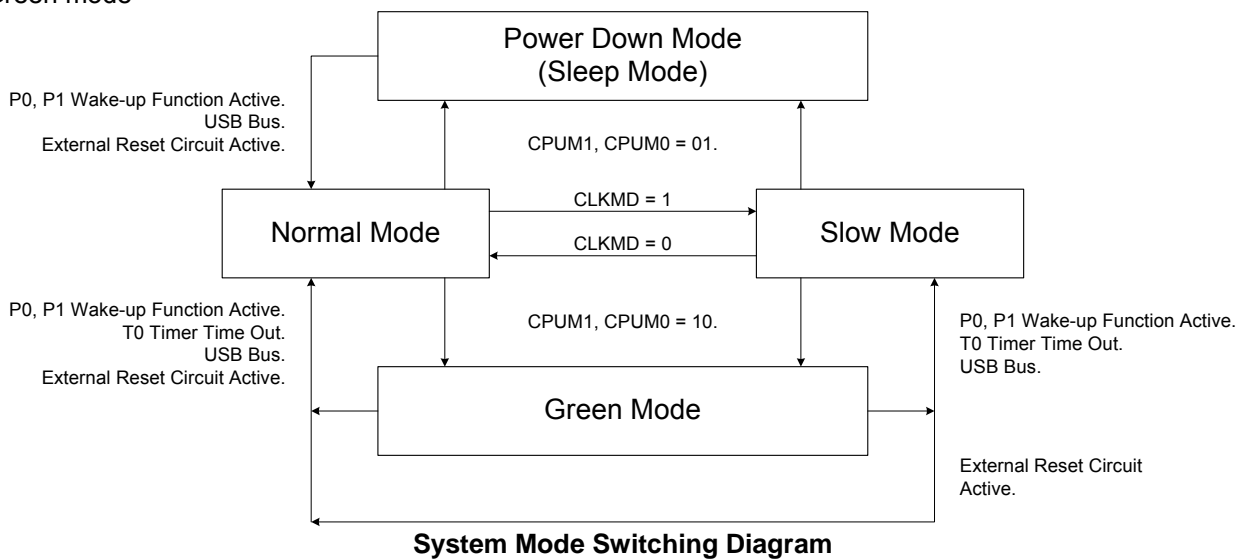 Power Down Mode
(Sleep Mode)
P0, P1 Wake-up Function Active.
USB Bus.
External Reset Circuit Active.
CPUM1, CPUM0 = 01.
CLKMD = 1
Normal Mode
Slow Mode
CLKMD = 0
P0, P1 Wake-up Function Active.
T0 Timer Time Out.
USB Bus.
External Reset Circuit Active.
CPUM1, CPUM0 = 10.
P0, P1 Wake-up Function Active.
T0 Timer Time Out.
USB Bus.
Green Mode
External Reset Circuit
Active.
System Mode Switching Diagram